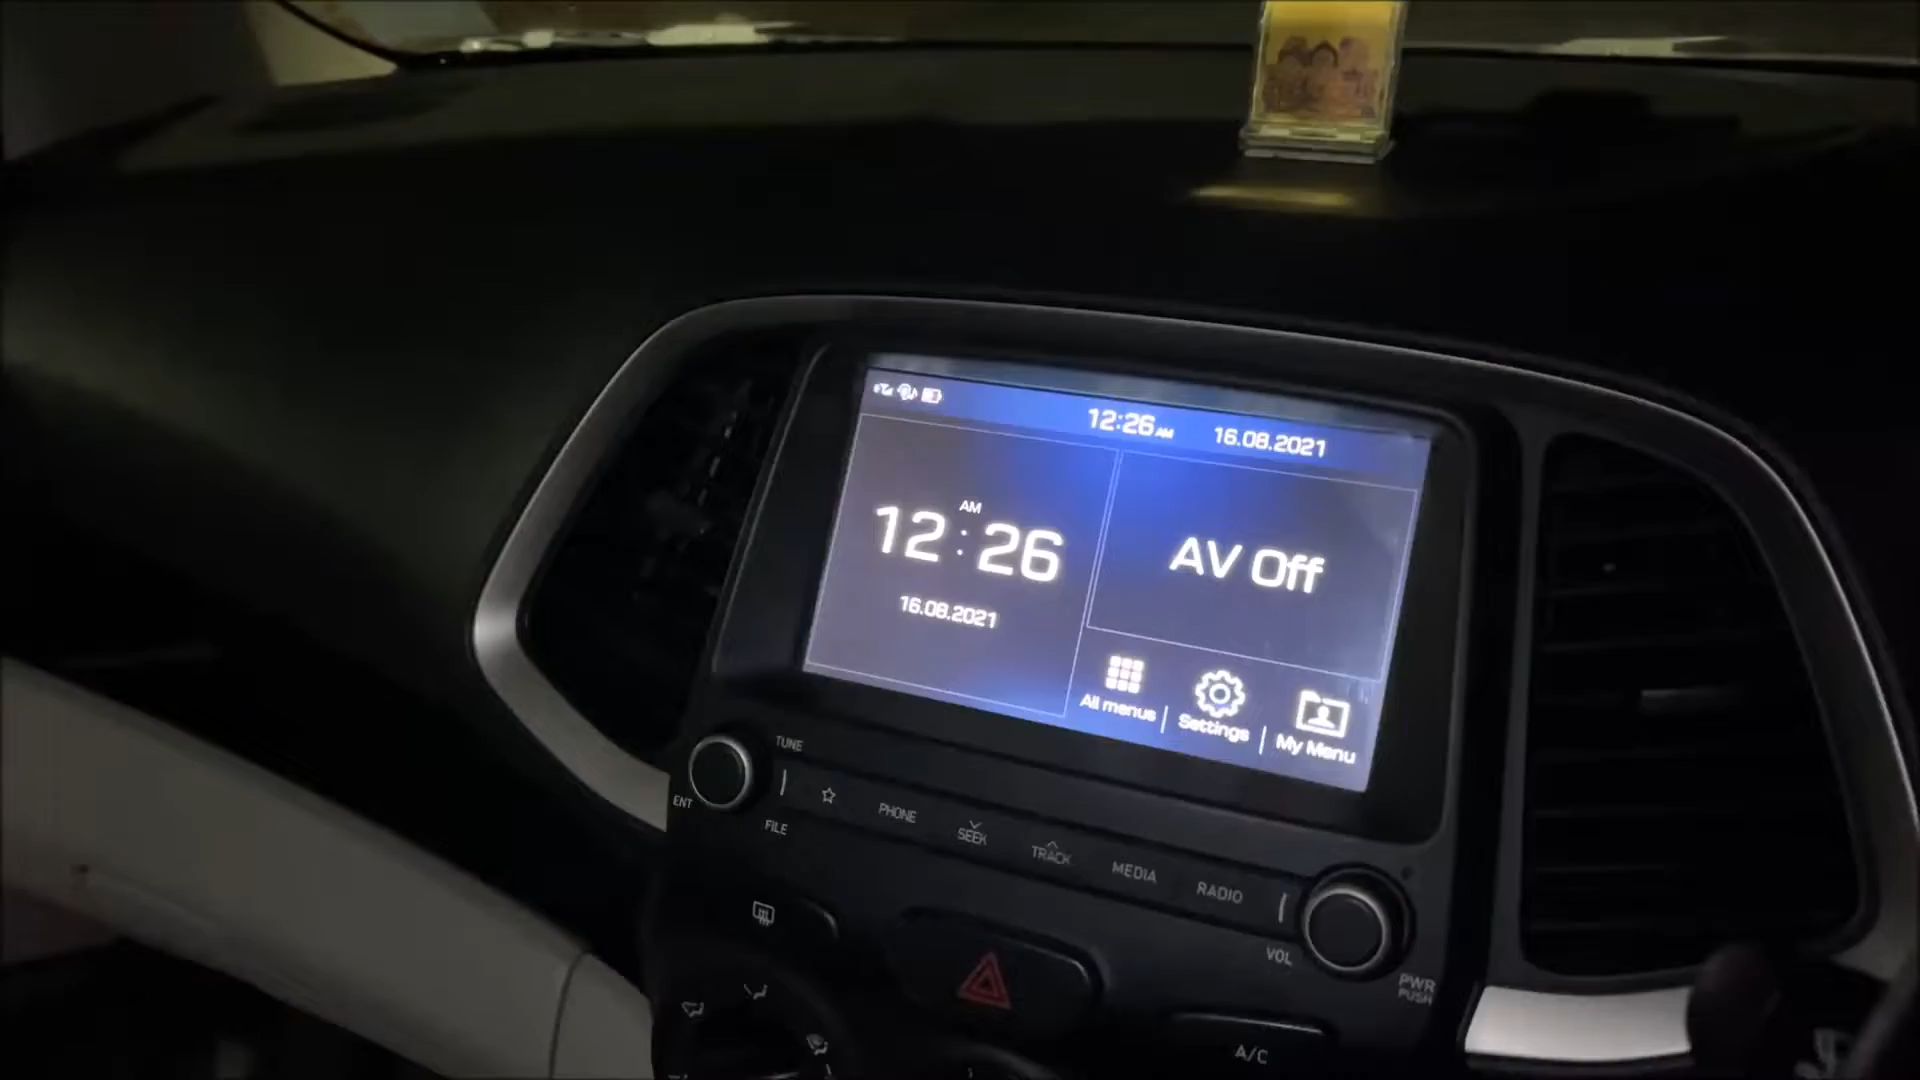 12:26 AM 16.08.2021
AM
12:26
16.08.2021
AV Off
All menus
Settings
My Menu
TUNE
ENT
FILE
PHONE
SEEK
TRACK
MEDIA
RADIO
VOL
PWR
PUSH
A/C